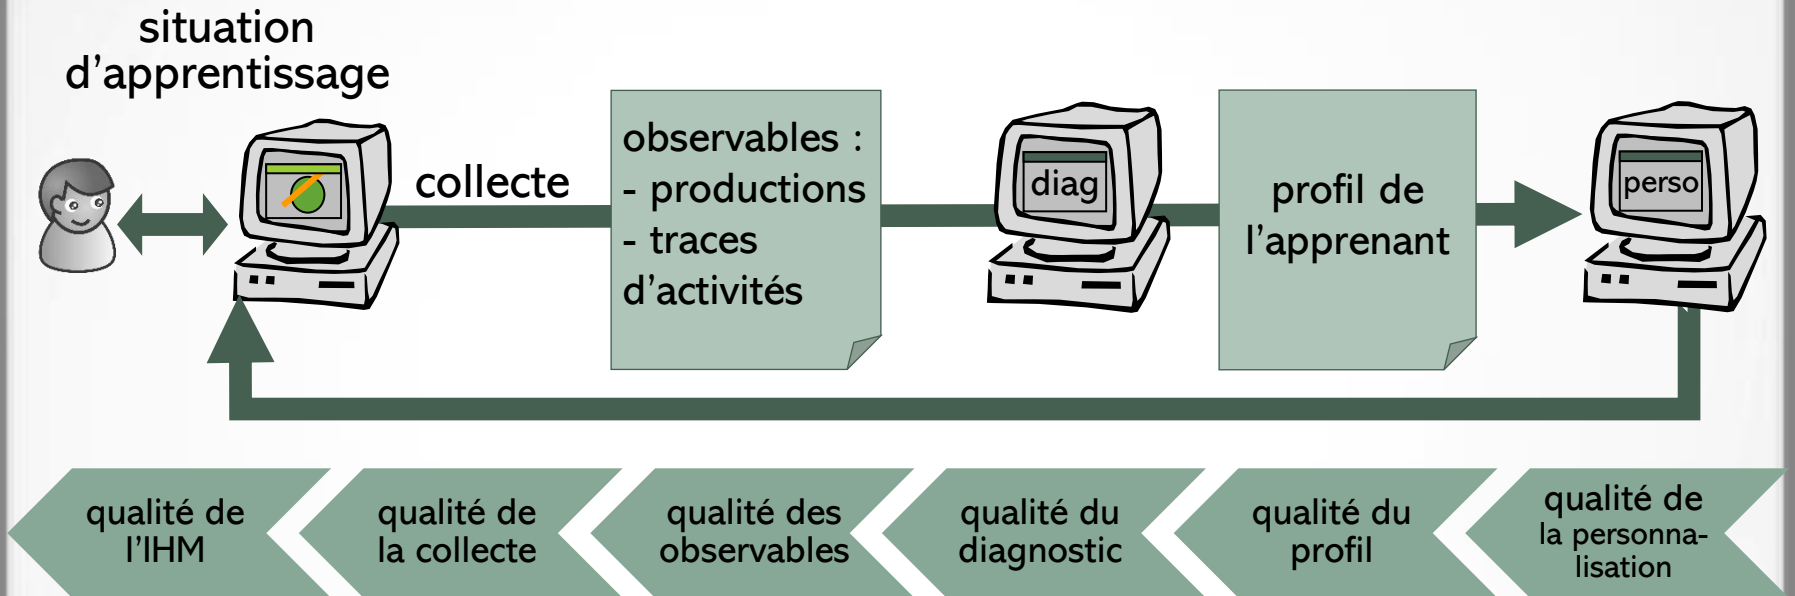 situation
d’apprentissage
collecte
observables :
- productions
- traces
d’activités
diag
profil de
l’apprenant
perso
qualité de
l’IHM
qualité de
la collecte
qualité des
observables
qualité du
diagnostic
qualité du
profil
qualité de
la personna-
lisation